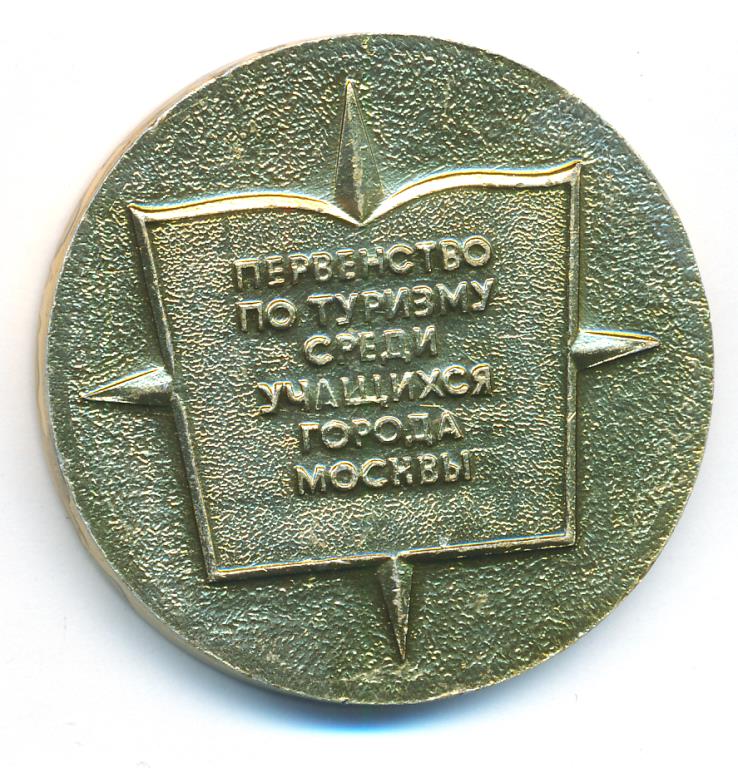 ПЕРВЕНСТВО
ПО ТУРИЗМУ
СРЕДИ
УЧАЩИХСЯ
ГОРОДА
МОСКВЫ